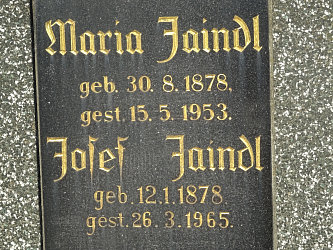 Maria Jaindl
geb. 30. 8. 1878.
gest. 15. 5. 1953.
Josef Jaindl
geb. 12.1.1878
gest. 26. 3. 1965.